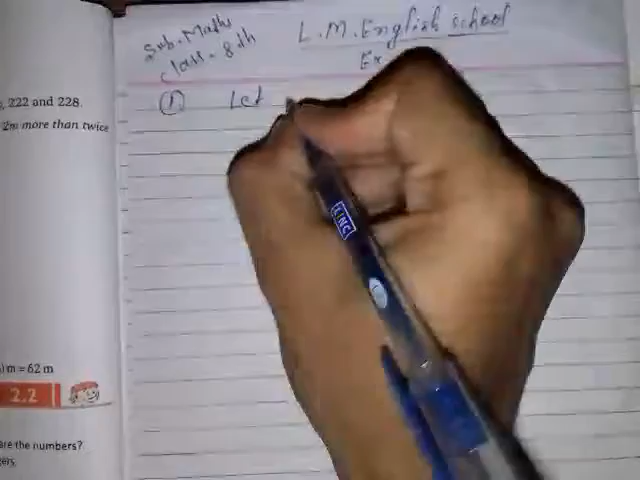 Sub. Maths
Class. 8th
L.M. English school
Ex
① Let
LINC
, 222 and 228.
2m more than twice
m = 62 m
2.2
are the numbers?